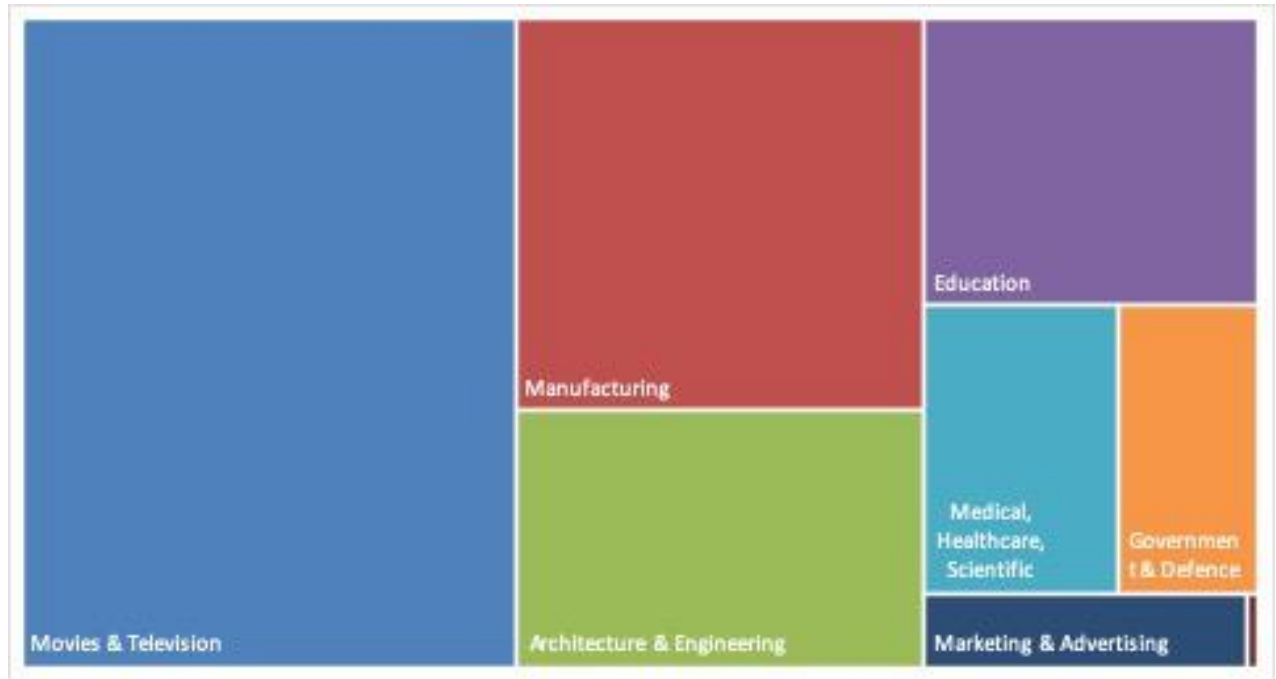 Education
Manufacturing
Medical,
Healthcare,
Scientific
Governmen
t & Defence
Movies & Television
Architecture & Engineering
Marketing & Advertising